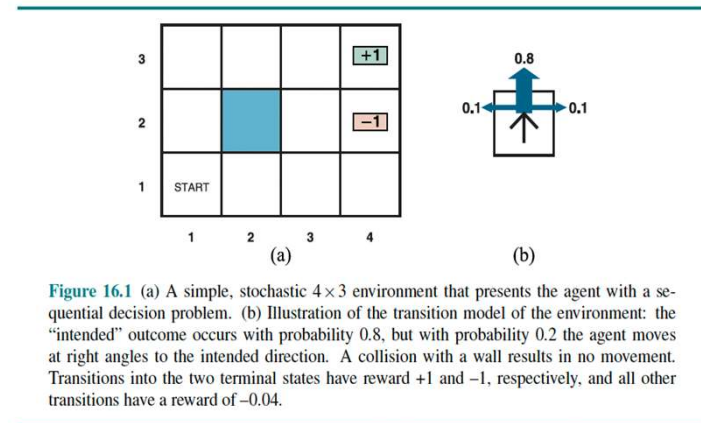 3
+1
2
−1
1
START
1 2 3 4
(a)
0.8
0.1 0.1
(b)
Figure 16.1 (a) A simple, stochastic 4 × 3 environment that presents the agent with a se-
quential decision problem. (b) Illustration of the transition model of the environment: the
“intended” outcome occurs with probability 0.8, but with probability 0.2 the agent moves
at right angles to the intended direction. A collision with a wall results in no movement.
Transitions into the two terminal states have reward +1 and –1, respectively, and all other
transitions have a reward of –0.04.